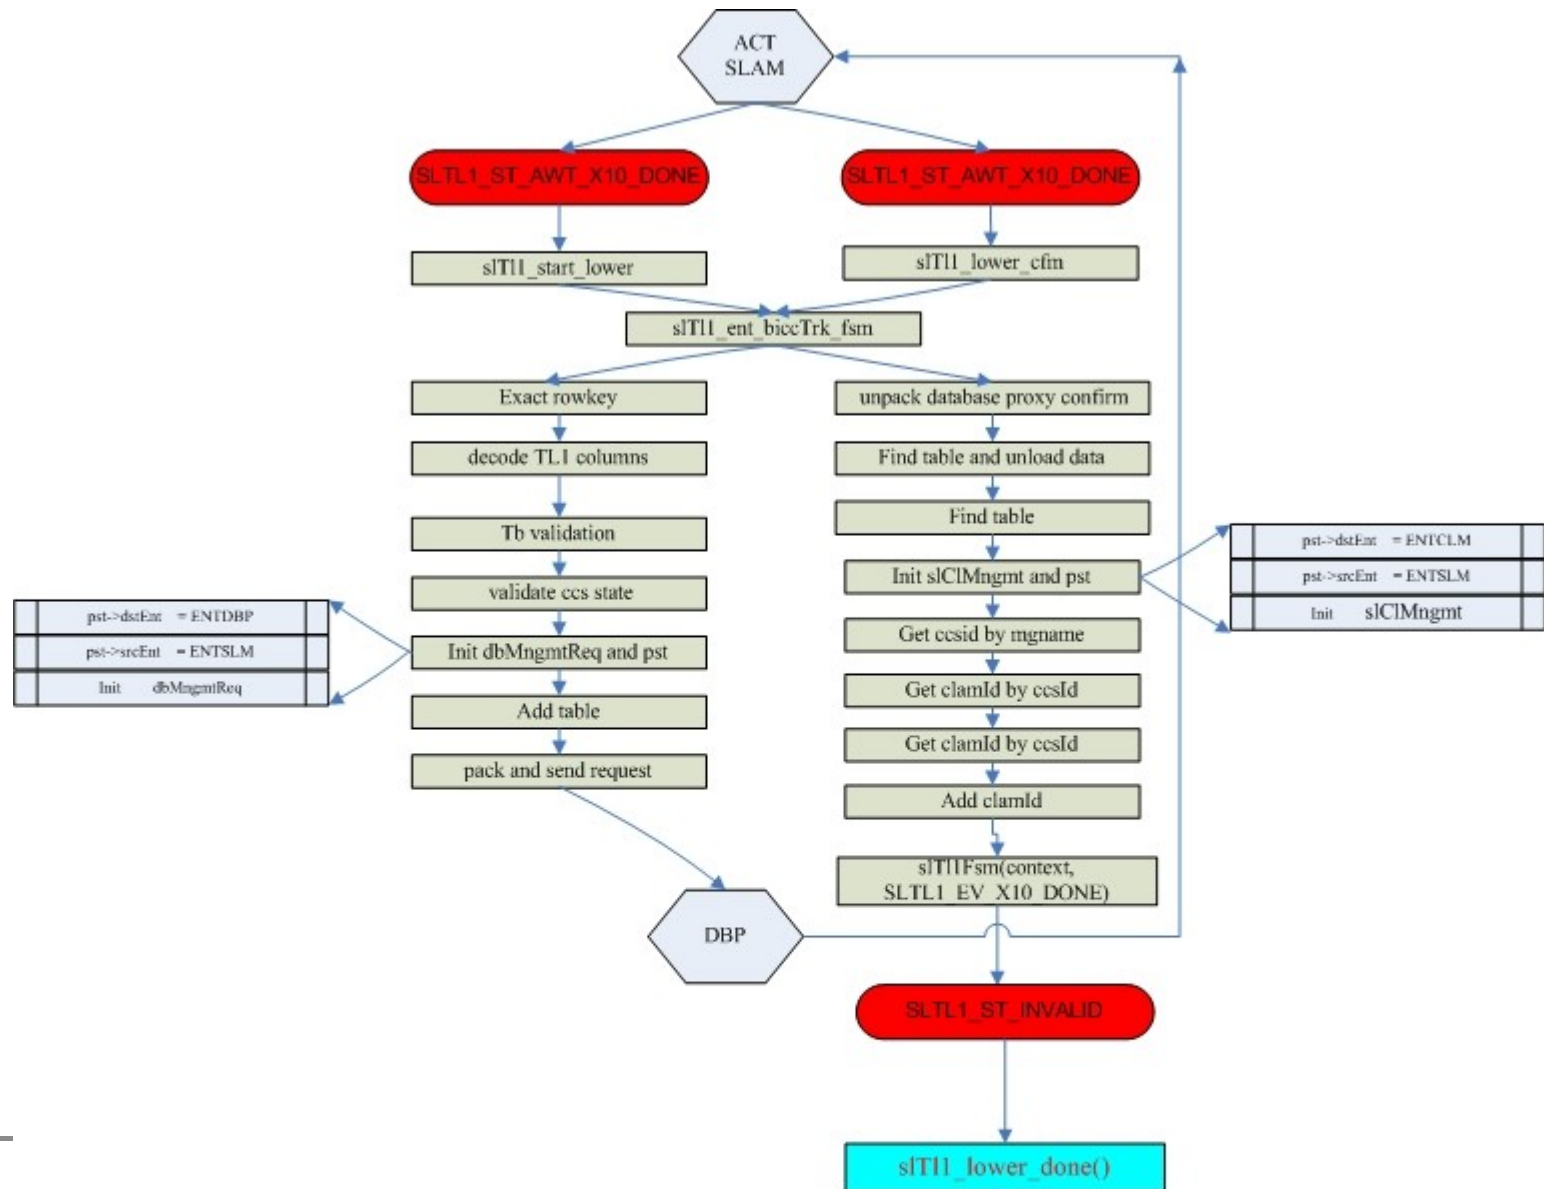 ACT
SLAM
SLTL1_ST_AWT_X10_DONE
SLTL1_ST_AWT_X10_DONE
slTl1_start_lower
slTl1_lower_cfm
slTl1_ent_biccTrk_fsm
Exact rowkey
decode TL1 columns
Tb validation
validate ccs state
Init dbMngmtReq and pst
Add table
pack and send request
pst->dstEnt = ENTDBP
pst->srcEnt = ENTSLM
Init dbMngmtReq
unpack database proxy confirm
Find table and unload data
Find table
Init slClMngmt and pst
Get ccsid by mgname
Get clamId by ccsId
Get clamId by ccsId
Add clamId
slTl1Fsm(context,
SLTL1_EV_X10_DONE)
pst->dstEnt = ENTCLM
pst->srcEnt = ENTSLM
Init slClMngmt
DBP
SLTL1_ST_INVALID
slTl1_lower_done()